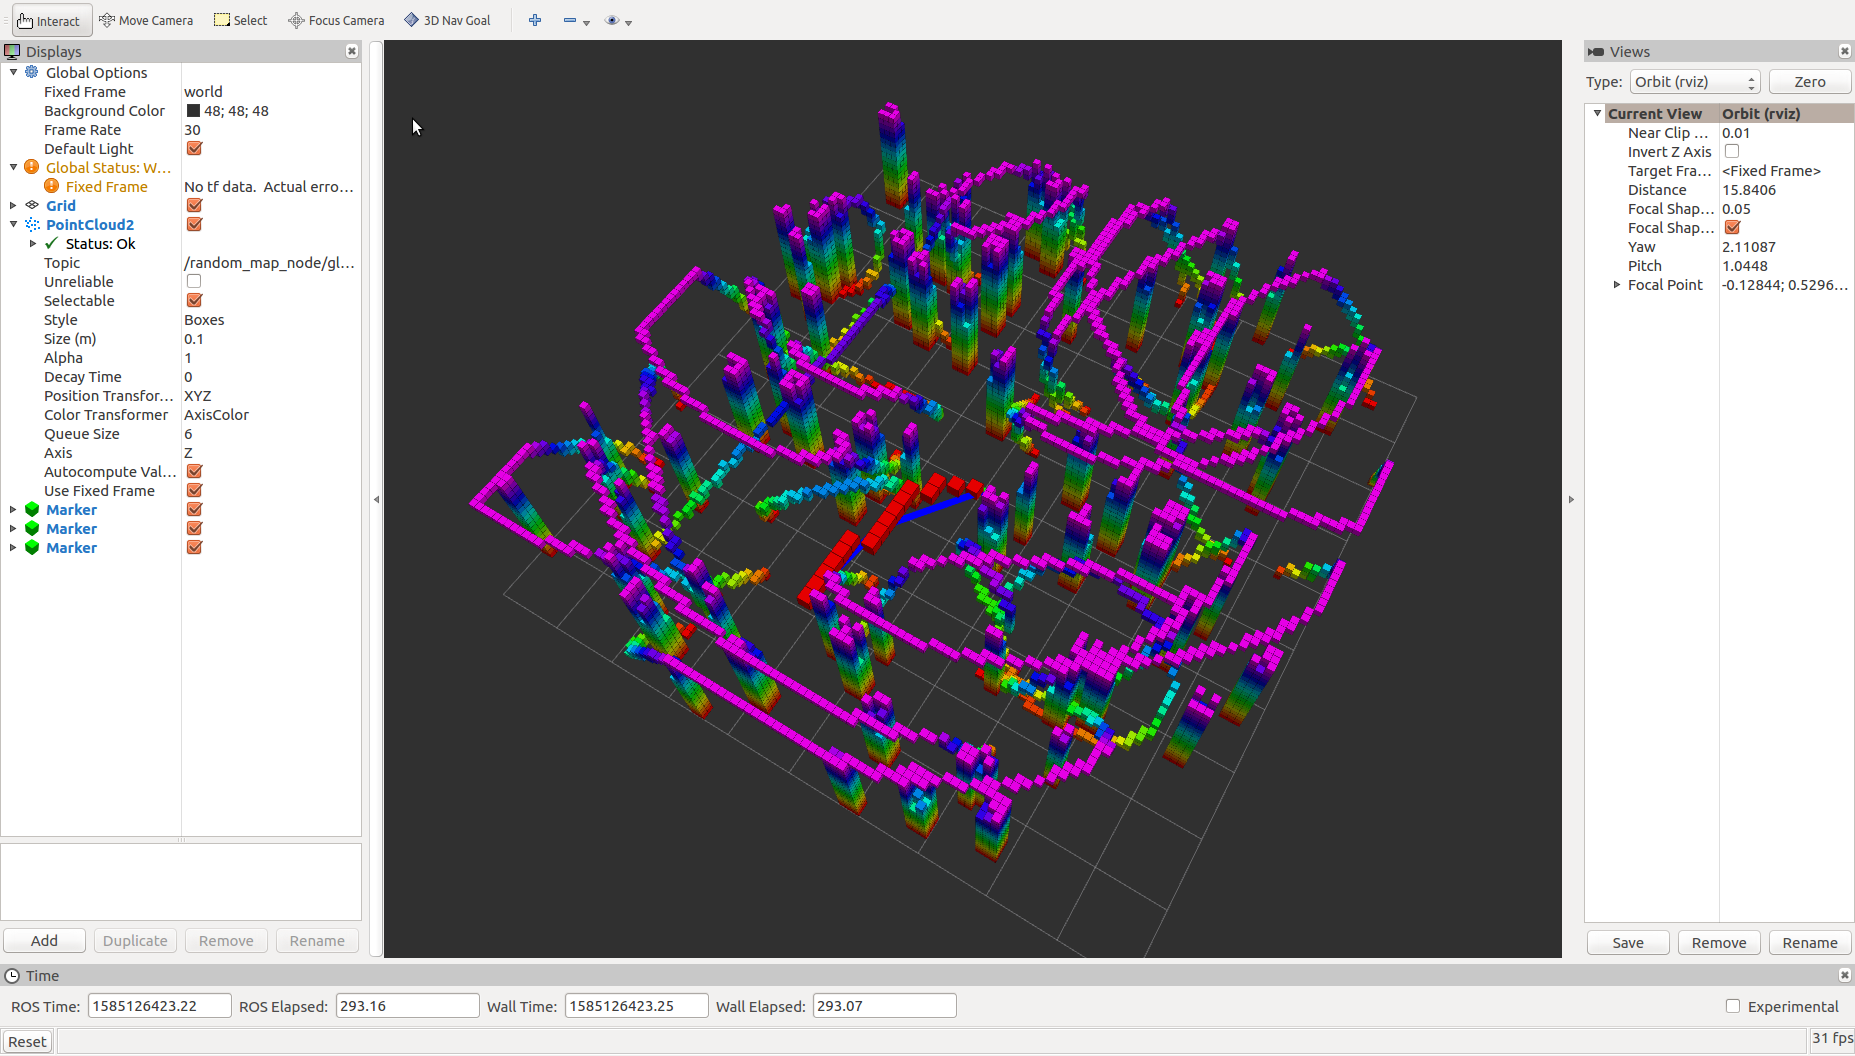 Interact Move Camera Select Focus Camera 3D Nav Goal
Displays
Global Options
Fixed Frame world
Background Color 48; 48; 48
Frame Rate 30
Default Light
Global Status: W...
Fixed Frame No tf data.  Actual erro...
Grid
PointCloud2
Status: Ok
Topic /random_map_node/gl...
Unreliable
Selectable
Style Boxes
Size (m) 0.1
Alpha 1
Decay Time 0
Position Transfor... XYZ
Color Transformer AxisColor
Queue Size 6
Axis Z
Autocompute Val...
Use Fixed Frame
Marker
Marker
Marker
Add Duplicate Remove Rename
Views
Type: Orbit (rviz) Zero
Current View Orbit (rviz)
Near Clip ... 0.01
Invert Z Axis
Target Fra... <Fixed Frame>
Distance 15.8406
Focal Shap... 0.05
Focal Shap...
Yaw 2.11087
Pitch 1.0448
Focal Point -0.12844; 0.5296...
Save Remove Rename
Time
ROS Time: 1585126423.22 ROS Elapsed: 293.16 Wall Time: 1585126423.25 Wall Elapsed: 293.07 Experimental
Reset 31 fps